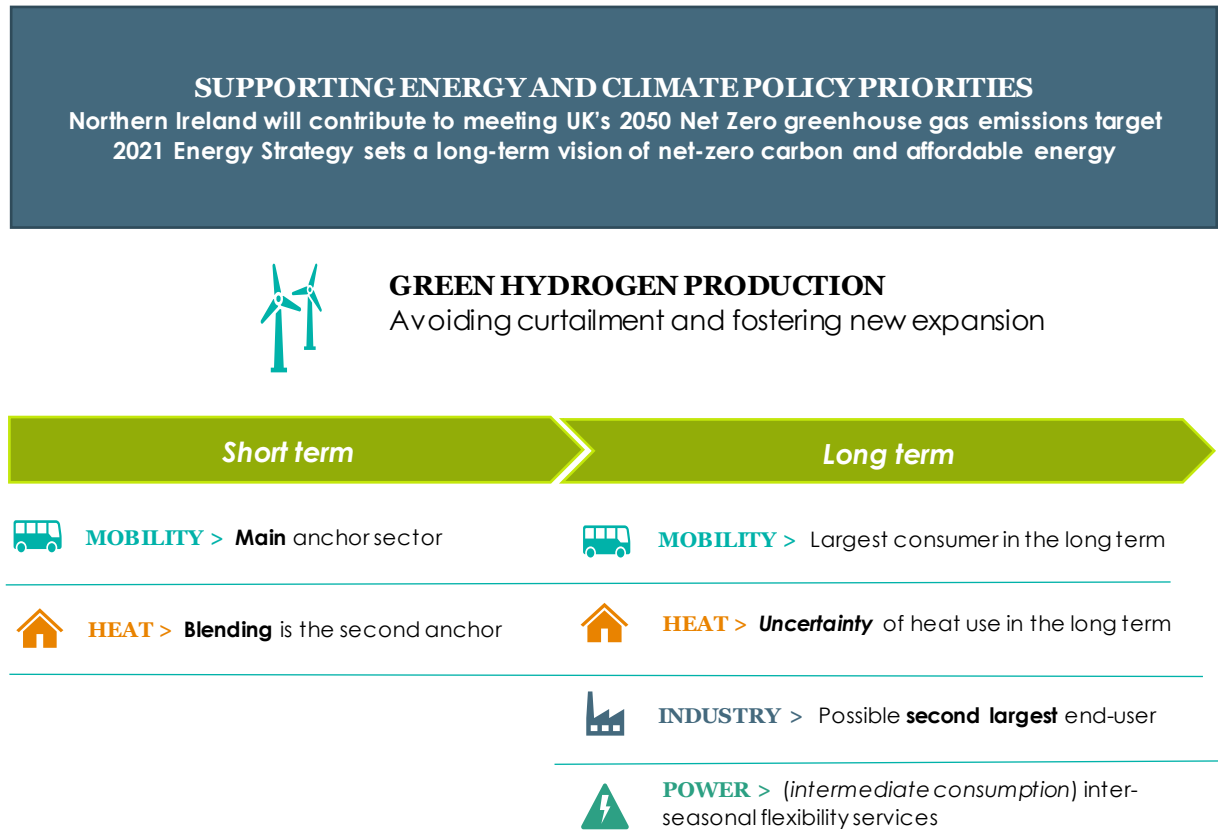 SUPPORTING ENERGY AND CLIMATE POLICY PRIORITIES
Northern Ireland will contribute to meeting UK's 2050 Net Zero greenhouse gas emissions target
2021 Energy Strategy sets a long-term vision of net-zero carbon and affordable energy
GREEN HYDROGEN PRODUCTION
Avoiding curtailment and fostering new expansion
Short term
MOBILITY > Main anchor sector
HEAT > Blending is the second anchor
Long term
MOBILITY > Largest consumer in the long term
HEAT > Uncertainty of heat use in the long term
INDUSTRY > Possible second largest end-user
POWER > (intermediate consumption) inter-
seasonal flexibility services